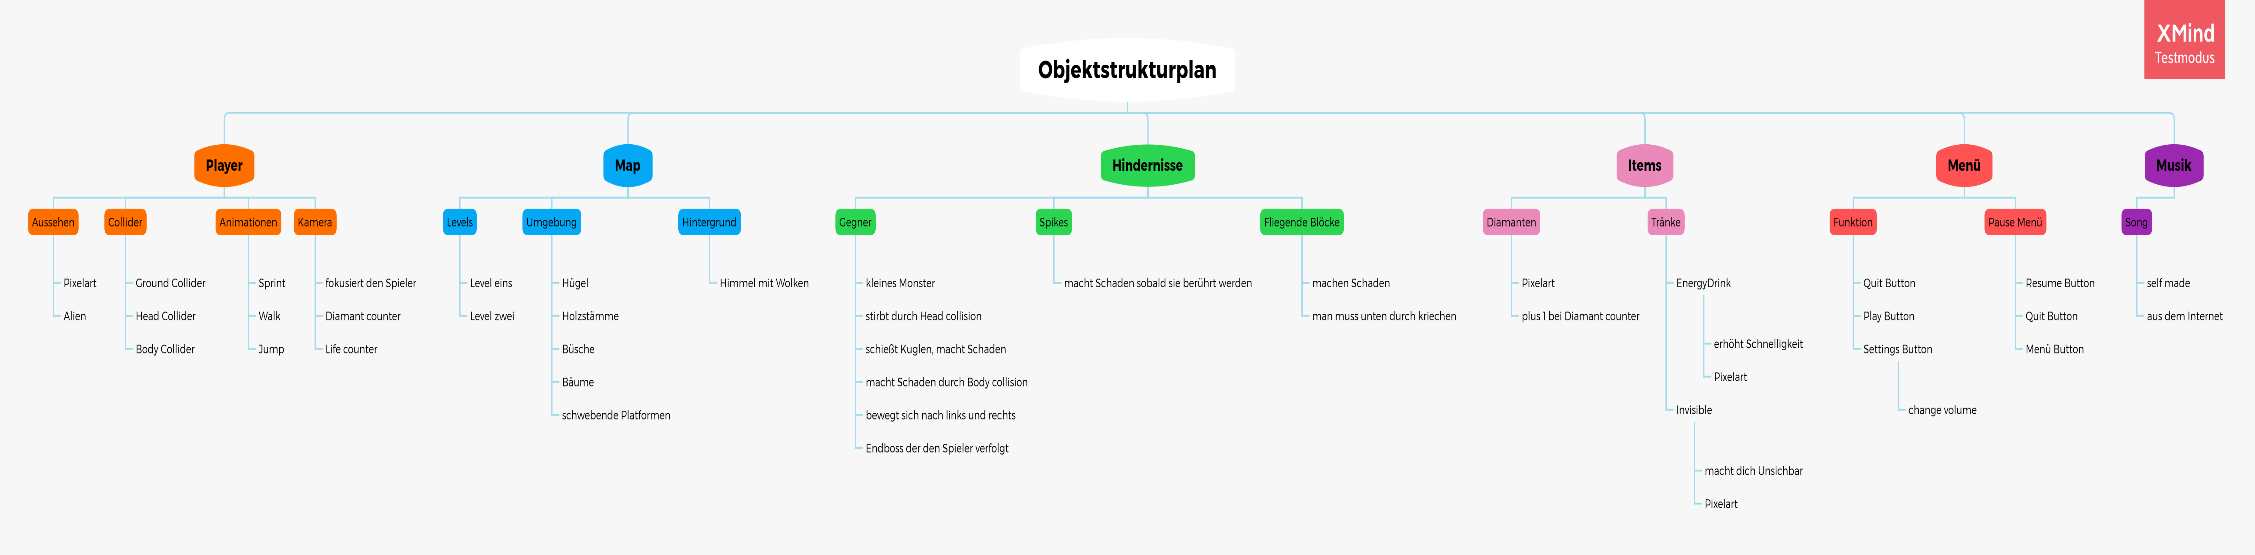 XMind
Testmodus
Objektstrukturplan
Player
Map
Hindernisse
Items
Menü
Musik
Aussehen
Collider
Animationen
Kamera
Levels
Umgebung
Hintergrund
Gegner
Spikes
Fliegende Blöcke
Diamanten
Tränke
Funktion
Pause Menü
Song
Pixelart
Alien
Ground Collider
Head Collider
Body Collider
Sprint
Walk
Jump
fokusiert den Spieler
Diamant counter
Life counter
Level eins
Level zwei
Hügel
Holzstämme
Büsche
Bäume
schwebende Platformen
Himmel mit Wolken
kleines Monster
stirbt durch Head collision
schießt Kuglen, macht Schaden
macht Schaden durch Body collision
bewegt sich nach links und rechts
Endboss der den Spieler verfolgt
macht Schaden sobald sie berührt werden
machen Schaden
man muss unten durch kriechen
Pixelart
plus 1 bei Diamant counter
EnergyDrink
erhöht Schnelligkeit
Pixelart
Invisible
macht dich Unsichbar
Pixelart
Quit Button
Play Button
Settings Button
change volume
Resume Button
Quit Button
Menü Button
self made
aus dem Internet